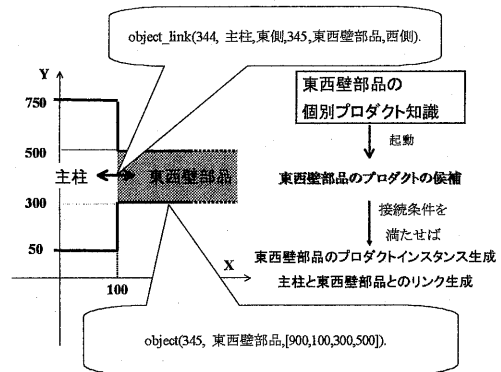 object_link(344, 主柱,東側,345,東西壁部品,西側).
Y
750
500
300
50
主柱
東西壁部品
X
100
東西壁部品の
個別プロダクト知識
起動
東西壁部品のプロダクトの候補
接続条件を
満たせば
東西壁部品のプロダクトインスタンス生成
主柱と東西壁部品とのリンク生成
object(345, 東西壁部品,[900,100,300,500]).